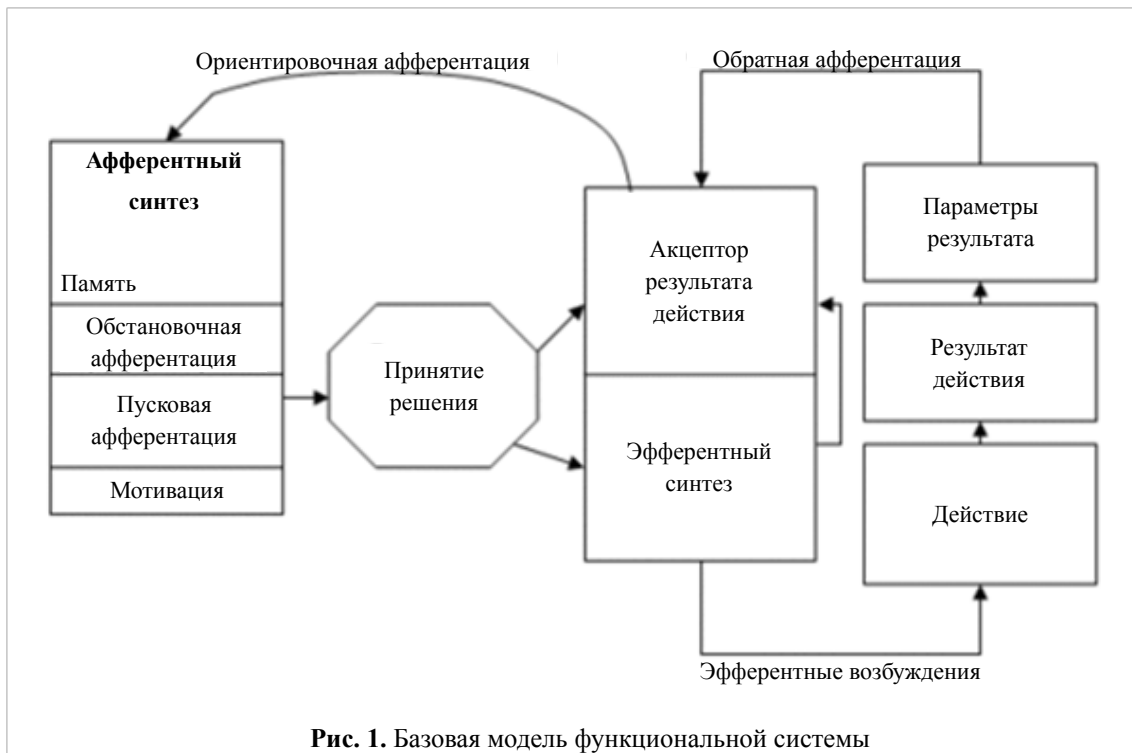 Ориентировочная афферентация
Обратная афферентация
Афферентный
синтез
Память
Обстановочная
афферентация
Пусковая
афферентация
Мотивация
Принятие
решения
Акцептор
результата
действия
Эфферентный
синтез
Параметры
результата
Результат
действия
Действие
Эфферентные возбуждения
Рис. 1. Базовая модель функциональной системы